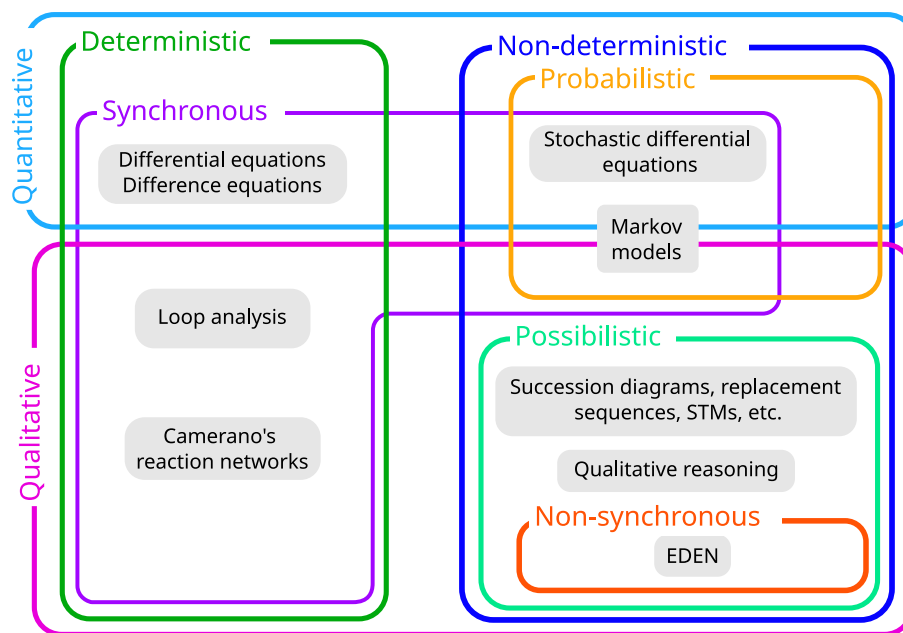 Quantitative
Deterministic
Non-deterministic
Probabilistic
Synchronous
Differential equations
Difference equations
Stochastic differential
equations
Markov
models
Loop analysis
Possibilistic
Qualitative
Succession diagrams, replacement
sequences, STMs, etc.
Camerano's
reaction networks
Qualitative reasoning
Non-synchronous
EDEN